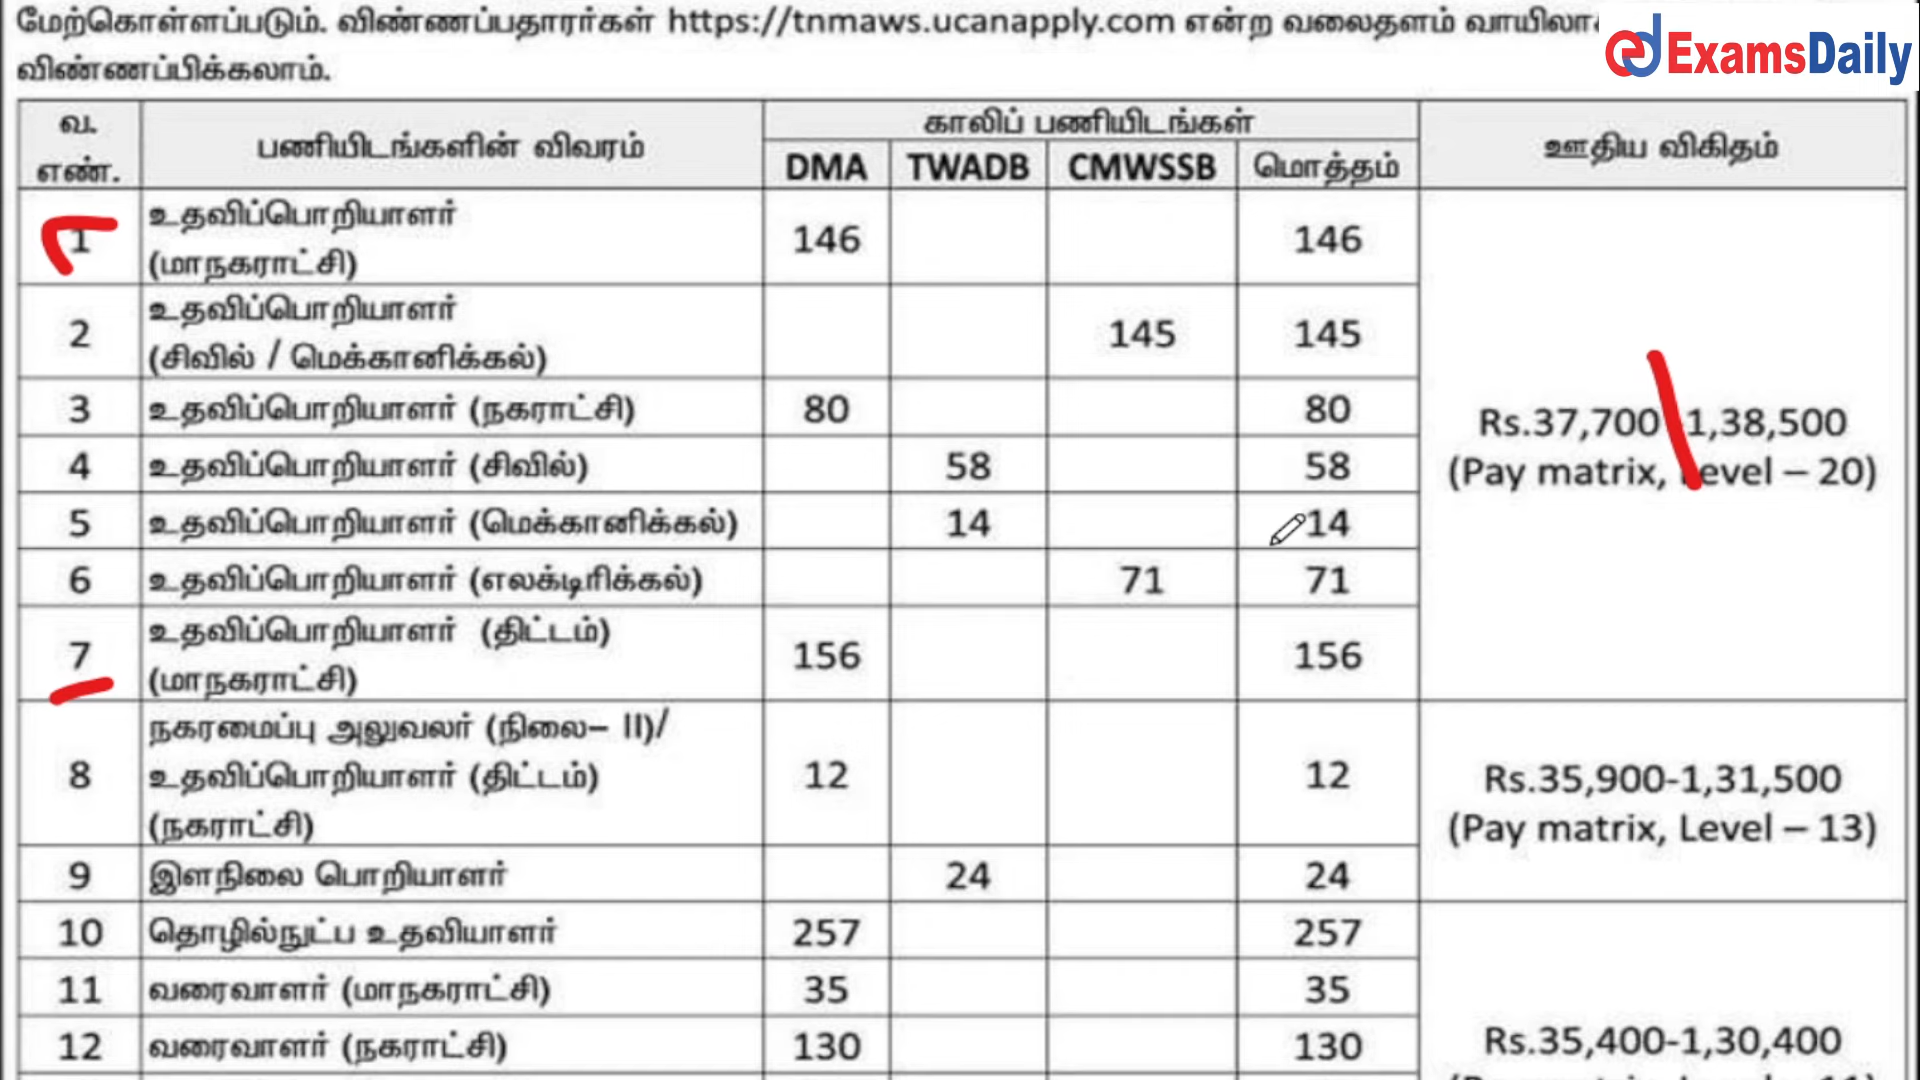 மேற்கொள்ளப்படும். விண்ணப்பதாரர்கள் https://tnmaws.ucanapply.com என்ற வலைதளம்
விண்ணப்பிக்கலாம்.
ExamsDaily
வ. எண்.
பணியிடங்களின் விவரம்
காலிப் பணியிடங்கள்
ஊதிய விகிதம்
DMA TWADB CMWSSB மொத்தம்
1 உதவிப்பொறியாளர்
(மாநகராட்சி) 146 146
2 உதவிப்பொறியாளர்
(சிவில் / மெக்கானிக்கல்) 145 145
3 உதவிப்பொறியாளர் (நகராட்சி) 80 80
Rs.37,700 1,38,500
4 உதவிப்பொறியாளர் (சிவில்) 58 58
(Pay matrix, Level – 20)
5 உதவிப்பொறியாளர் (மெக்கானிக்கல்) 14 14
6 உதவிப்பொறியாளர் (எலக்டிரிக்கல்) 71 71
7 உதவிப்பொறியாளர் (திட்டம்)
(மாநகராட்சி) 156 156
8 நகரமைப்பு அலுவலர் (நிலை– II)/
உதவிப்பொறியாளர் (திட்டம்) 12 12
(நகராட்சி)
Rs.35,900-1,31,500
(Pay matrix, Level – 13)
9 இளநிலை பொறியாளர் 24 24
10 தொழில்நுட்ப உதவியாளர் 257 257
11 வரைவாளர் (மாநகராட்சி) 35 35
12 வரைவாளர் (நகராட்சி) 130 130
Rs.35,400-1,30,400